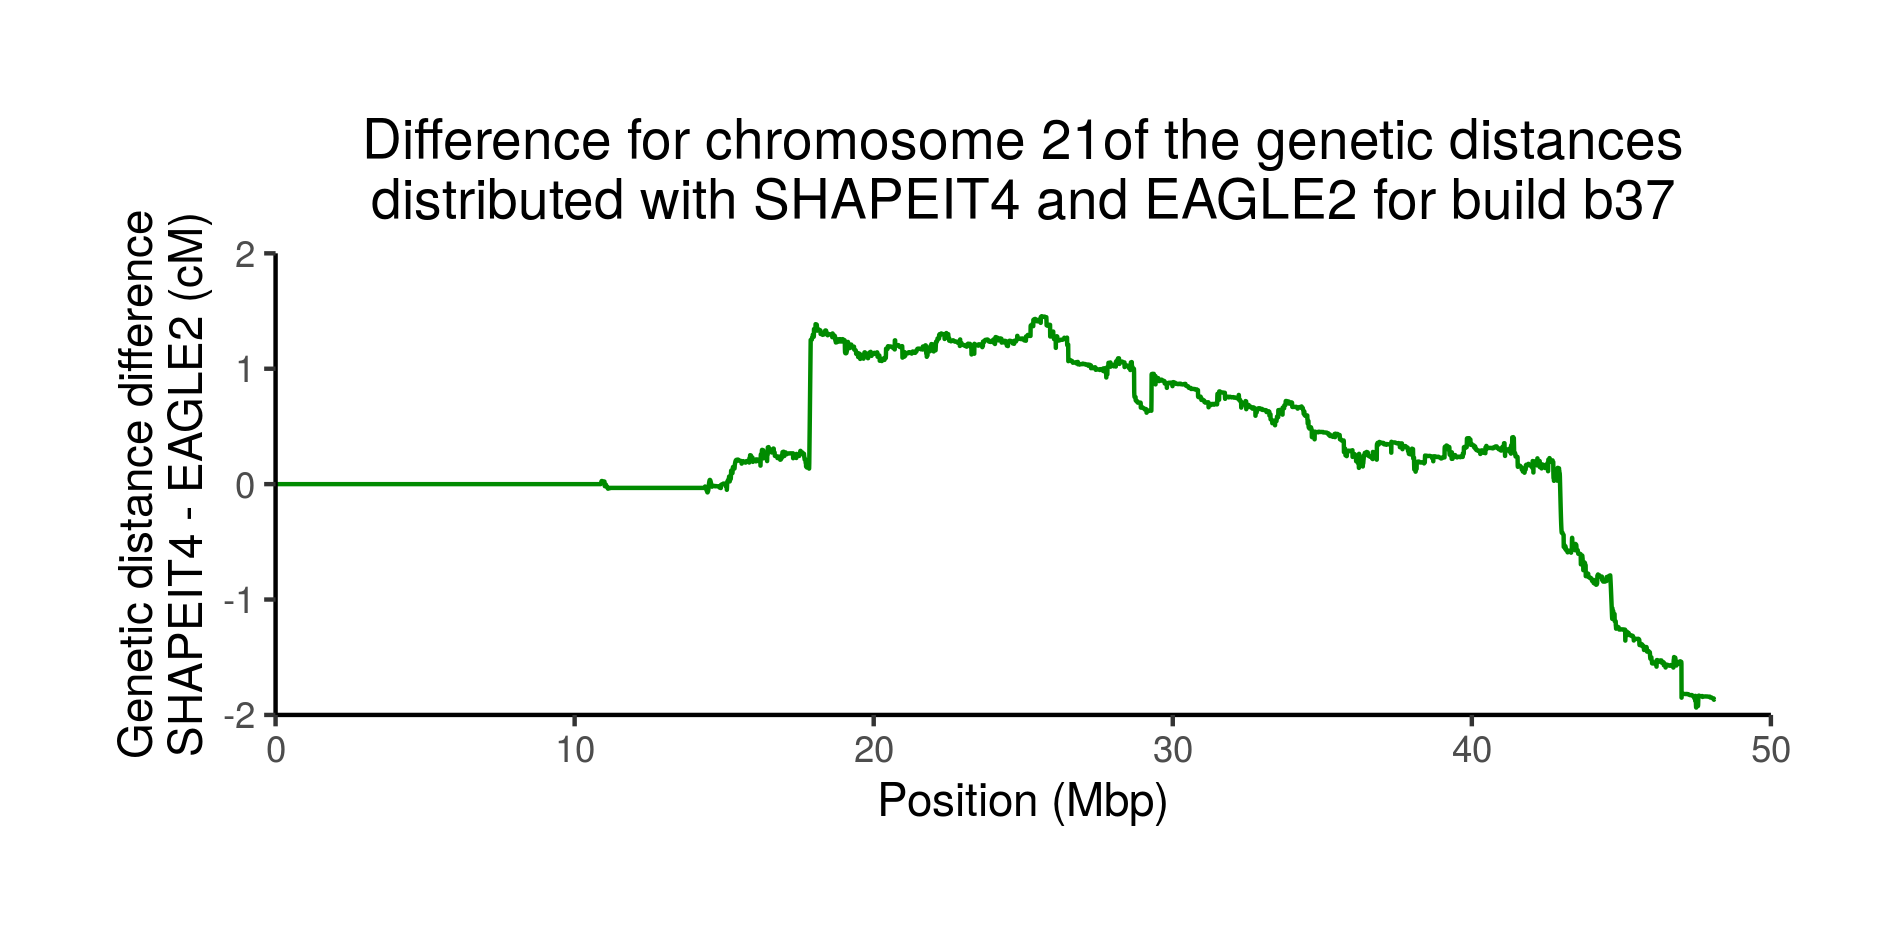 Difference for chromosome 21of the genetic distances
distributed with SHAPEIT4 and EAGLE2 for build b37
Genetic distance difference
SHAPEIT4 - EAGLE2 (cM)
2
1
0
-1
-2
0
10
20
30
40
50
Position (Mbp)